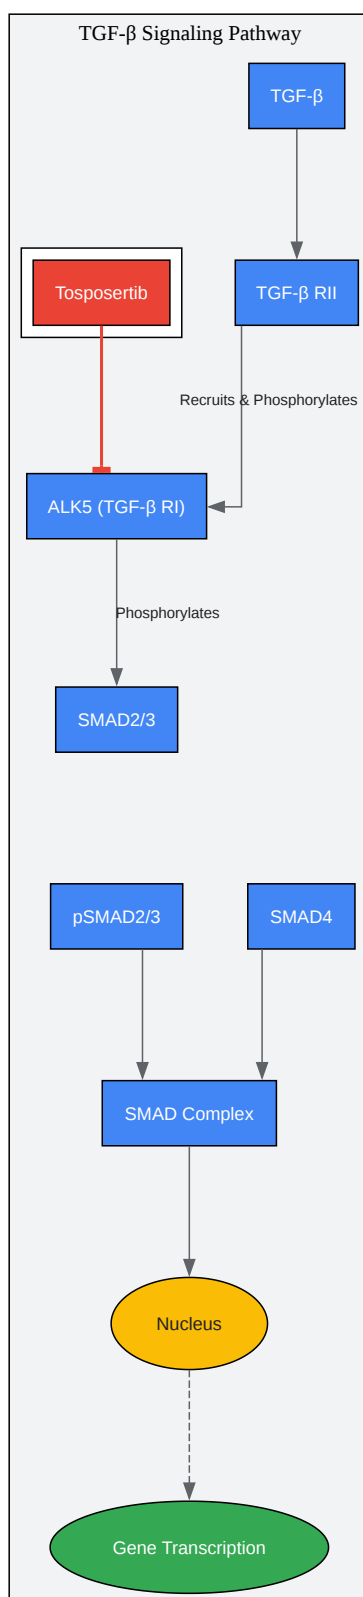 TGF-β Signaling Pathway
TGF-β
Tosposertib
TGF-β RII
Recruits & Phosphorylates
ALK5 (TGF-β RI)
Phosphorylates
SMAD2/3
pSMAD2/3
SMAD4
SMAD Complex
Nucleus
Gene Transcription